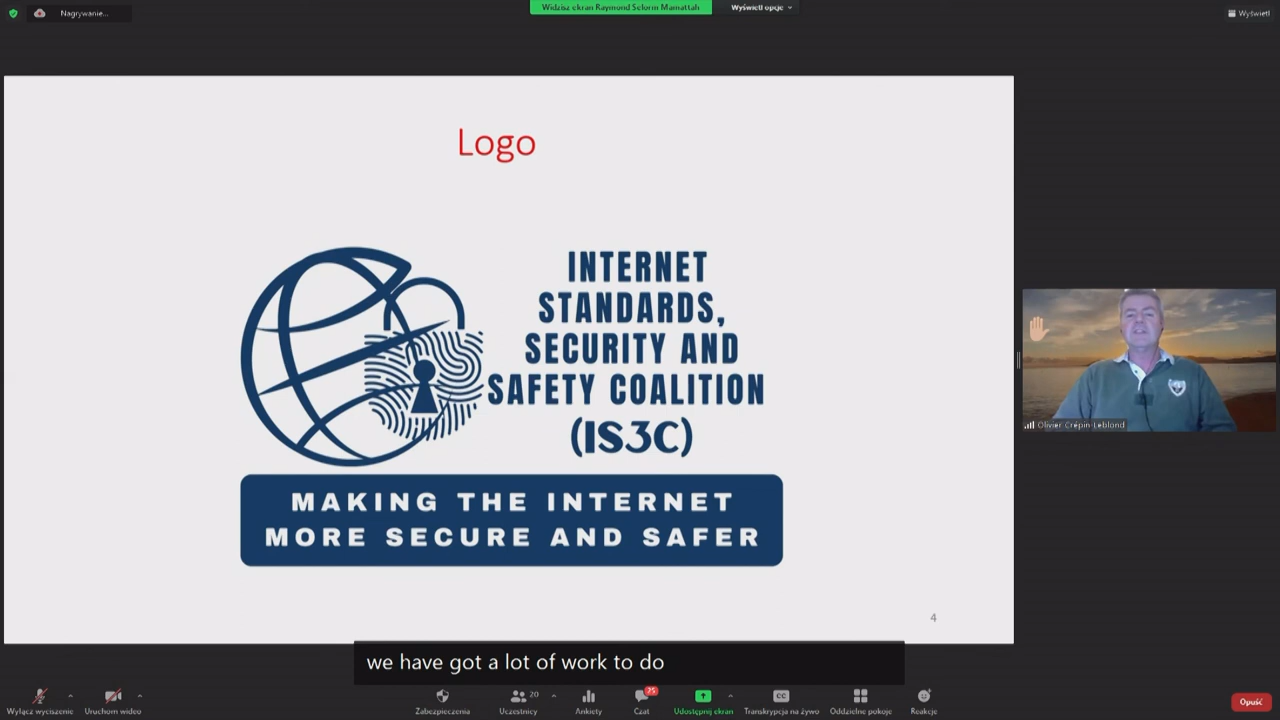 Nagrywanie...
Widzisz ekran Raymond Selorm Mamattah
Wyświetl opcje
Wyświetl
Logo
INTERNET
STANDARDS,
SECURITY AND
SAFETY COALITION
(IS3C)
MAKING THE INTERNET
MORE SECURE AND SAFER
4
Olivier Crépin-Leblond
we have got a lot of work to do
Wyłącz wyciszenie
Uruchom wideo
Zabezpieczenia
20
Uczestnicy
Ankiety
25
Czat
Udostępnij ekran
CC
Transkrypcja na żywo
Oddzielne pokoje
Reakcje
Opuść